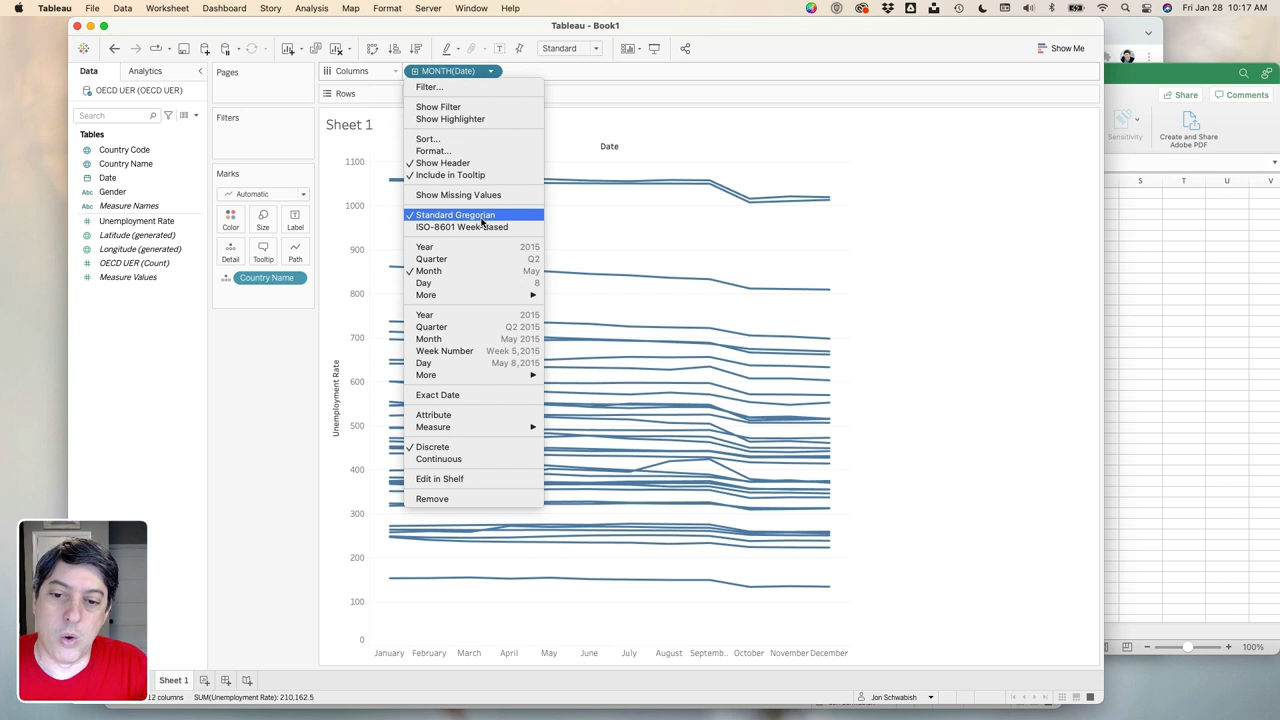 Tableau File Data Worksheet Dashboard Story Analysis Map Format Server Window Help Fri Jan 28 10:17 AM
Tableau - Book1
Standard Show Me
Data Analytics
OECD UER (OECD UER)
Search
Tables
Country Code
Country Name
Date
Abc Gender
Abc Measure Names
# Unemployment Rate
Latitude (generated)
Longitude (generated)
# OECD UER (Count)
# Measure Values
Pages
Filters
Marks
Automatic
Color Size Label
Detail Tooltip Path
Country Name
Columns
MONTH(Date)
Rows
Sheet 1
Filter...
Show Filter
Show Highlighter
Sort...
Format...
Show Header
Include in Tooltip
Show Missing Values
Standard Gregorian
ISO-8601 Week-Based
Year 2015
Quarter Q2
Month May
Day 8
More
Year 2015
Quarter Q2 2015
Month May 2015
Week Number Week 5,2015
Day May 8,2015
More
Exact Date
Attribute
Measure
Discrete
Continuous
Edit in Shelf
Remove
Date
Unemployment Rate
1100
1000
900
800
700
600
500
400
300
200
100
0
January February March April May June July August Septemb.. October November December
Share Comments
Sensitivity
Create and Share
Adobe PDF
S T U V
100%
Sheet 1
12 columns SUM(Unemployment Rate): 210,162.5
Jon Schwabish